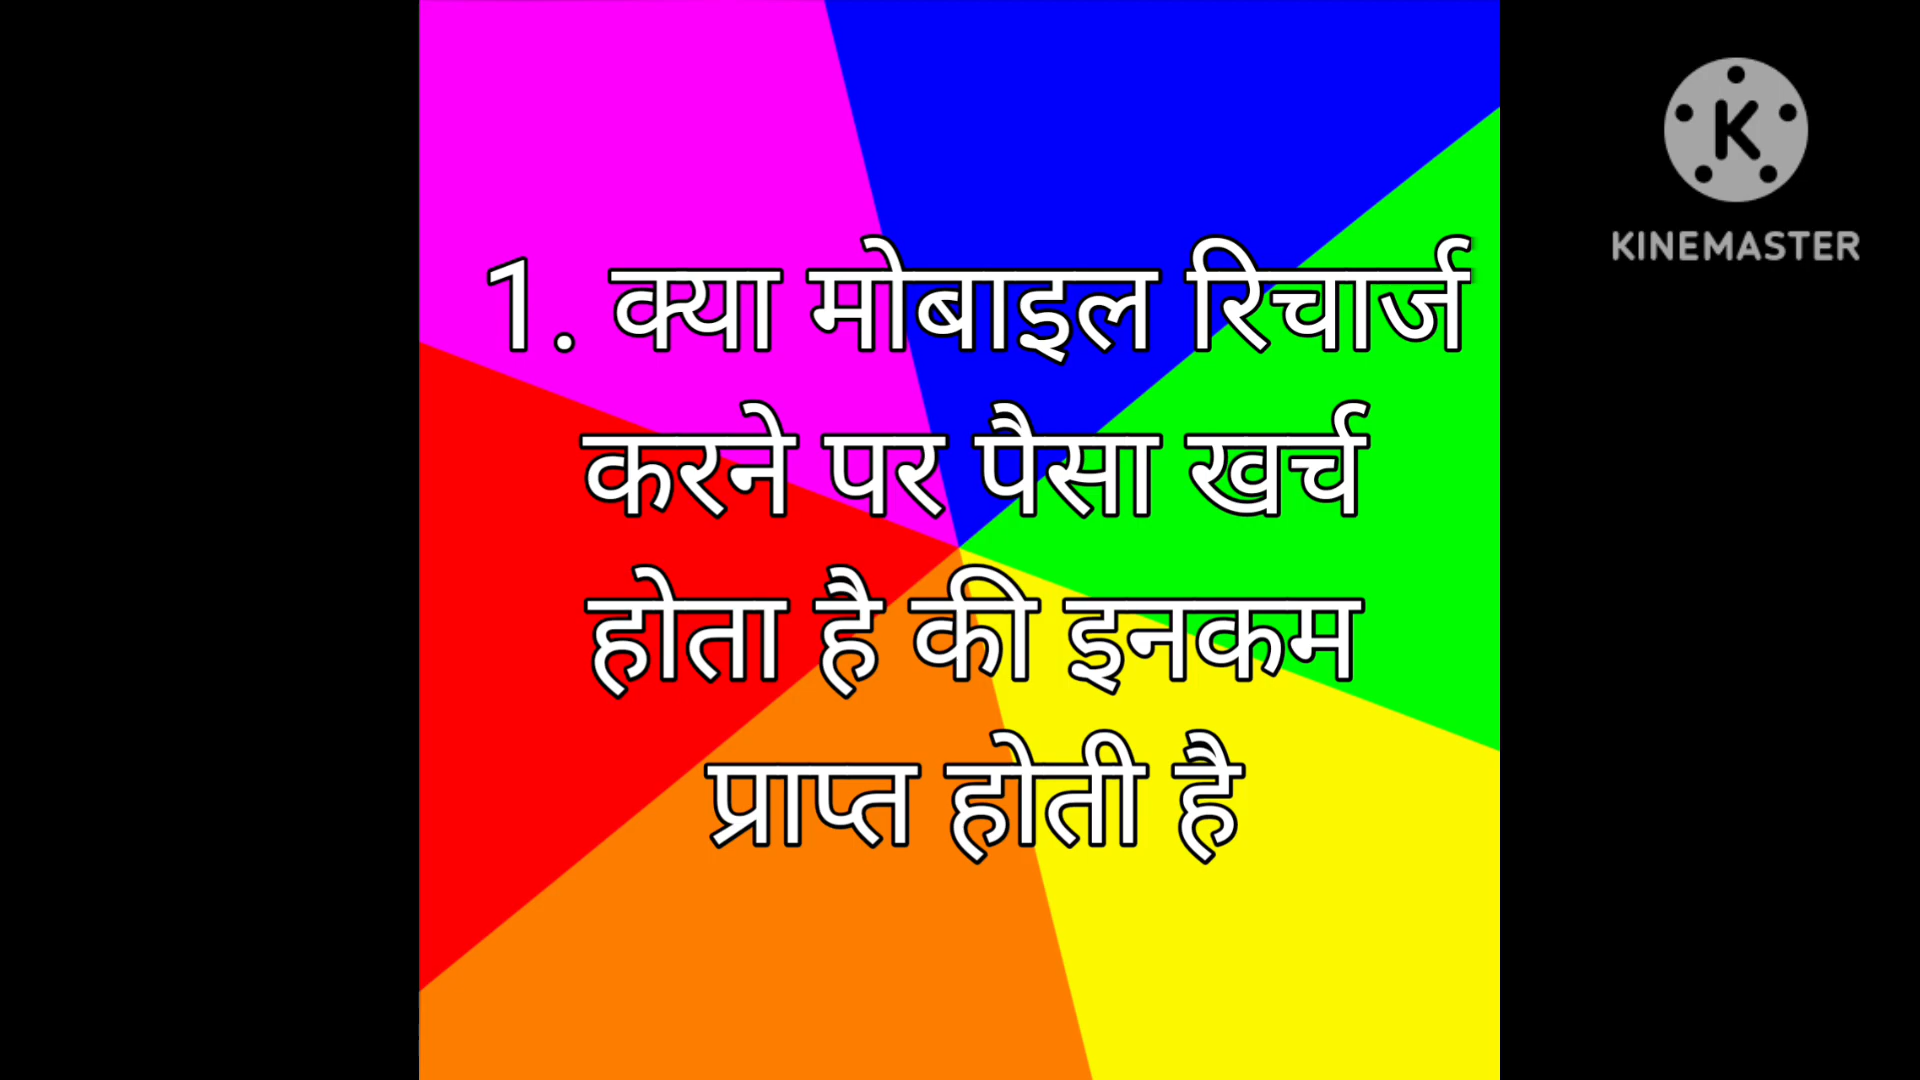 1. क्या मोबाइल रिचार्ज
करने पर पैसा खर्च
होता है की इनकम
प्राप्त होती है
K
KINEMASTER